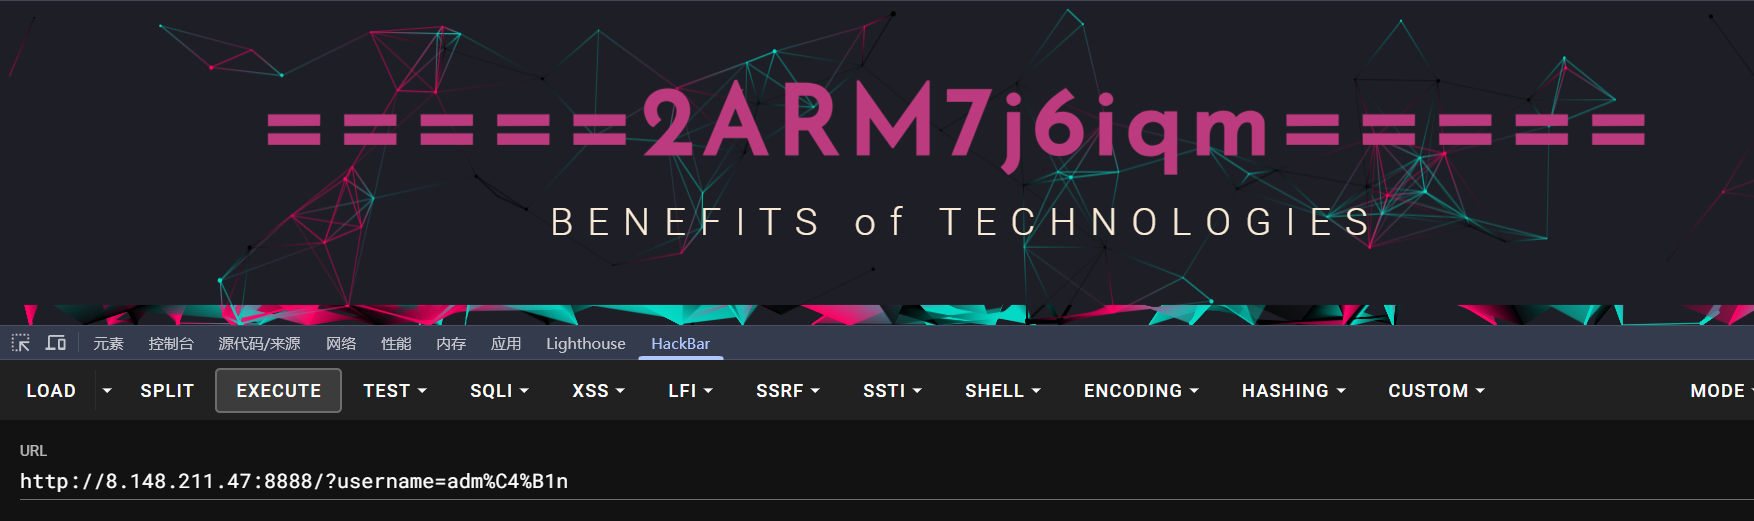 =====2ARM7j6iqm=====
BENEFITS of TECHNOLOGIES
元素 控制台 源代码/来源 网络 性能 内存 应用 Lighthouse HackBar
LOAD SPLIT EXECUTE TEST SQLI XSS LFI SSRF SSTI SHELL ENCODING HASHING CUSTOM MODE
URL
http://8.148.211.47:8888/?username=adm%C4%B1n